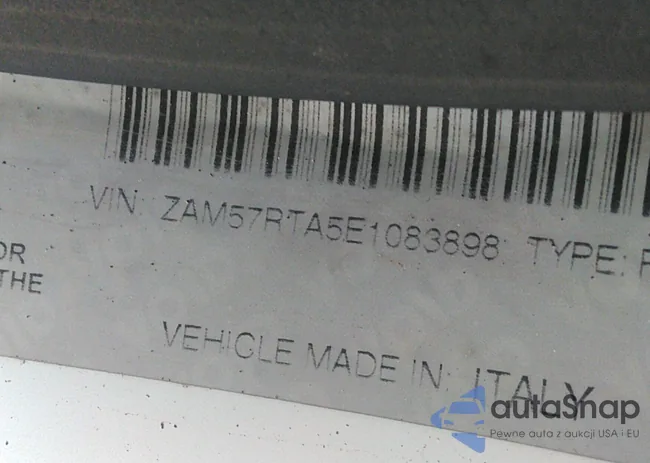 VIN: ZAM57RTA5E1083898 TYPE:
OR
THE
VEHICLE MADE IN: ITALY
autaSnap
Pewne auta z aukcji USA i EU